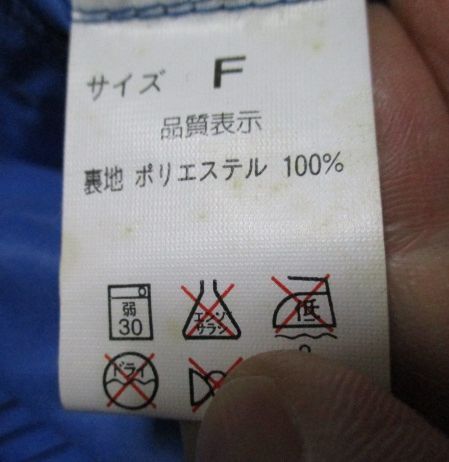 サイズ F
品質表示
裏地 ポリエステル 100%
弱
30
エンソ
サラシ
低
ドライ